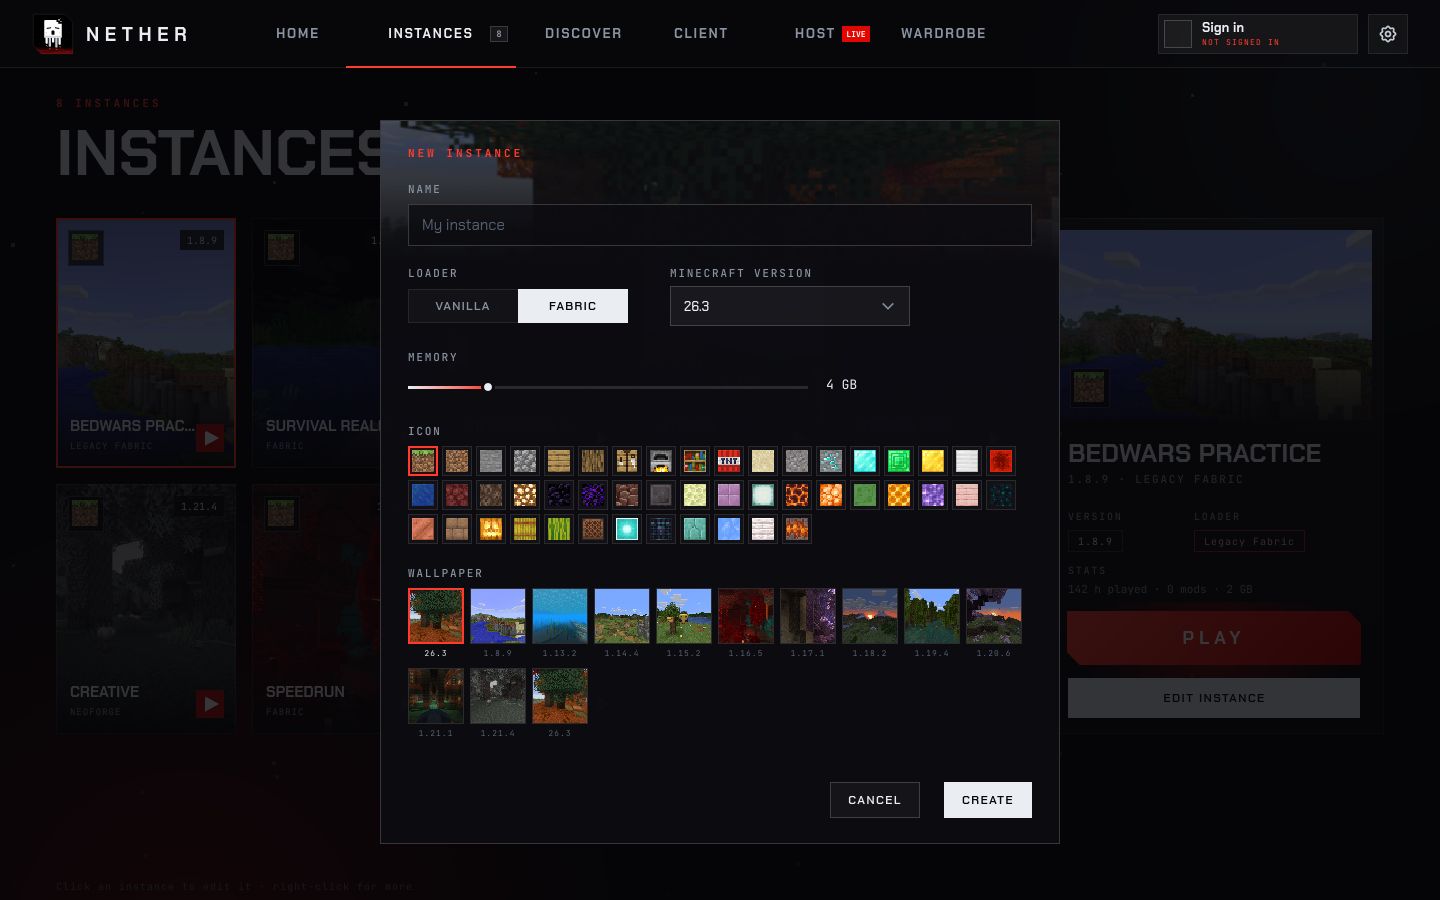 NETHER
HOME
INSTANCES 8
DISCOVER
CLIENT
HOST LIVE
WARDROBE
Sign in
NOT SIGNED IN
8 INSTANCES
INSTANCES
NEW INSTANCE
NAME
My instance
LOADER
VANILLA
FABRIC
MINECRAFT VERSION
26.3
MEMORY
4 GB
ICON
TNT
WALLPAPER
26.3 1.8.9 1.13.2 1.14.4 1.15.2 1.16.5 1.17.1 1.18.2 1.19.4 1.20.6
1.21.1 1.21.4 26.3
CANCEL
CREATE
1.8.9
BEDWARS PRAC...
LEGACY FABRIC
1.
SURVIVAL REAL
FABRIC
1.21.4
CREATIVE
NEOFORGE
1
SPEEDRUN
FABRIC
BEDWARS PRACTICE
1.8.9 · LEGACY FABRIC
VERSION
1.8.9
LOADER
Legacy Fabric
STATS
142 h played · 0 mods · 2 GB
PLAY
EDIT INSTANCE
Click an instance to edit it · right-click for more